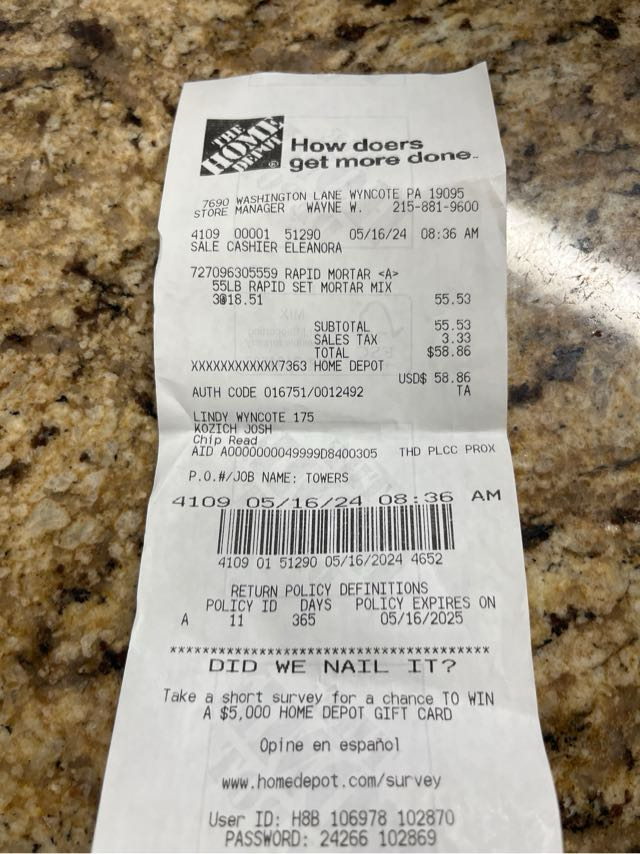 THE
HOME
DEPOT
®
How doers
get more done™
7690 WASHINGTON LANE WYNCOTE PA 19095
STORE MANAGER WAYNE W. 215-881-9600
4109 00001 51290 05/16/24 08:36 AM
SALE CASHIER ELEANORA
727096305559 RAPID MORTAR <A>
55LB RAPID SET MORTAR MIX
3@18.51 55.53
SUBTOTAL 55.53
SALES TAX 3.33
TOTAL $58.86
XXXXXXXXXXXX7363 HOME DEPOT
USD$ 58.86
AUTH CODE 016751/0012492 TA
LINDY WYNCOTE 175
KOZICH JOSH
Chip Read
AID A0000000049999D8400305 THD PLCC PROX
P.O.#/JOB NAME: TOWERS
4109 05/16/24 08:36 AM
4109 01 51290 05/16/2024 4652
RETURN POLICY DEFINITIONS
POLICY ID DAYS POLICY EXPIRES ON
A 11 365 05/16/2025
****************************************
DID WE NAIL IT?
Take a short survey for a chance TO WIN
A $5,000 HOME DEPOT GIFT CARD
Opine en español
www.homedepot.com/survey
User ID: H8B 106978 102870
PASSWORD: 24266 102869